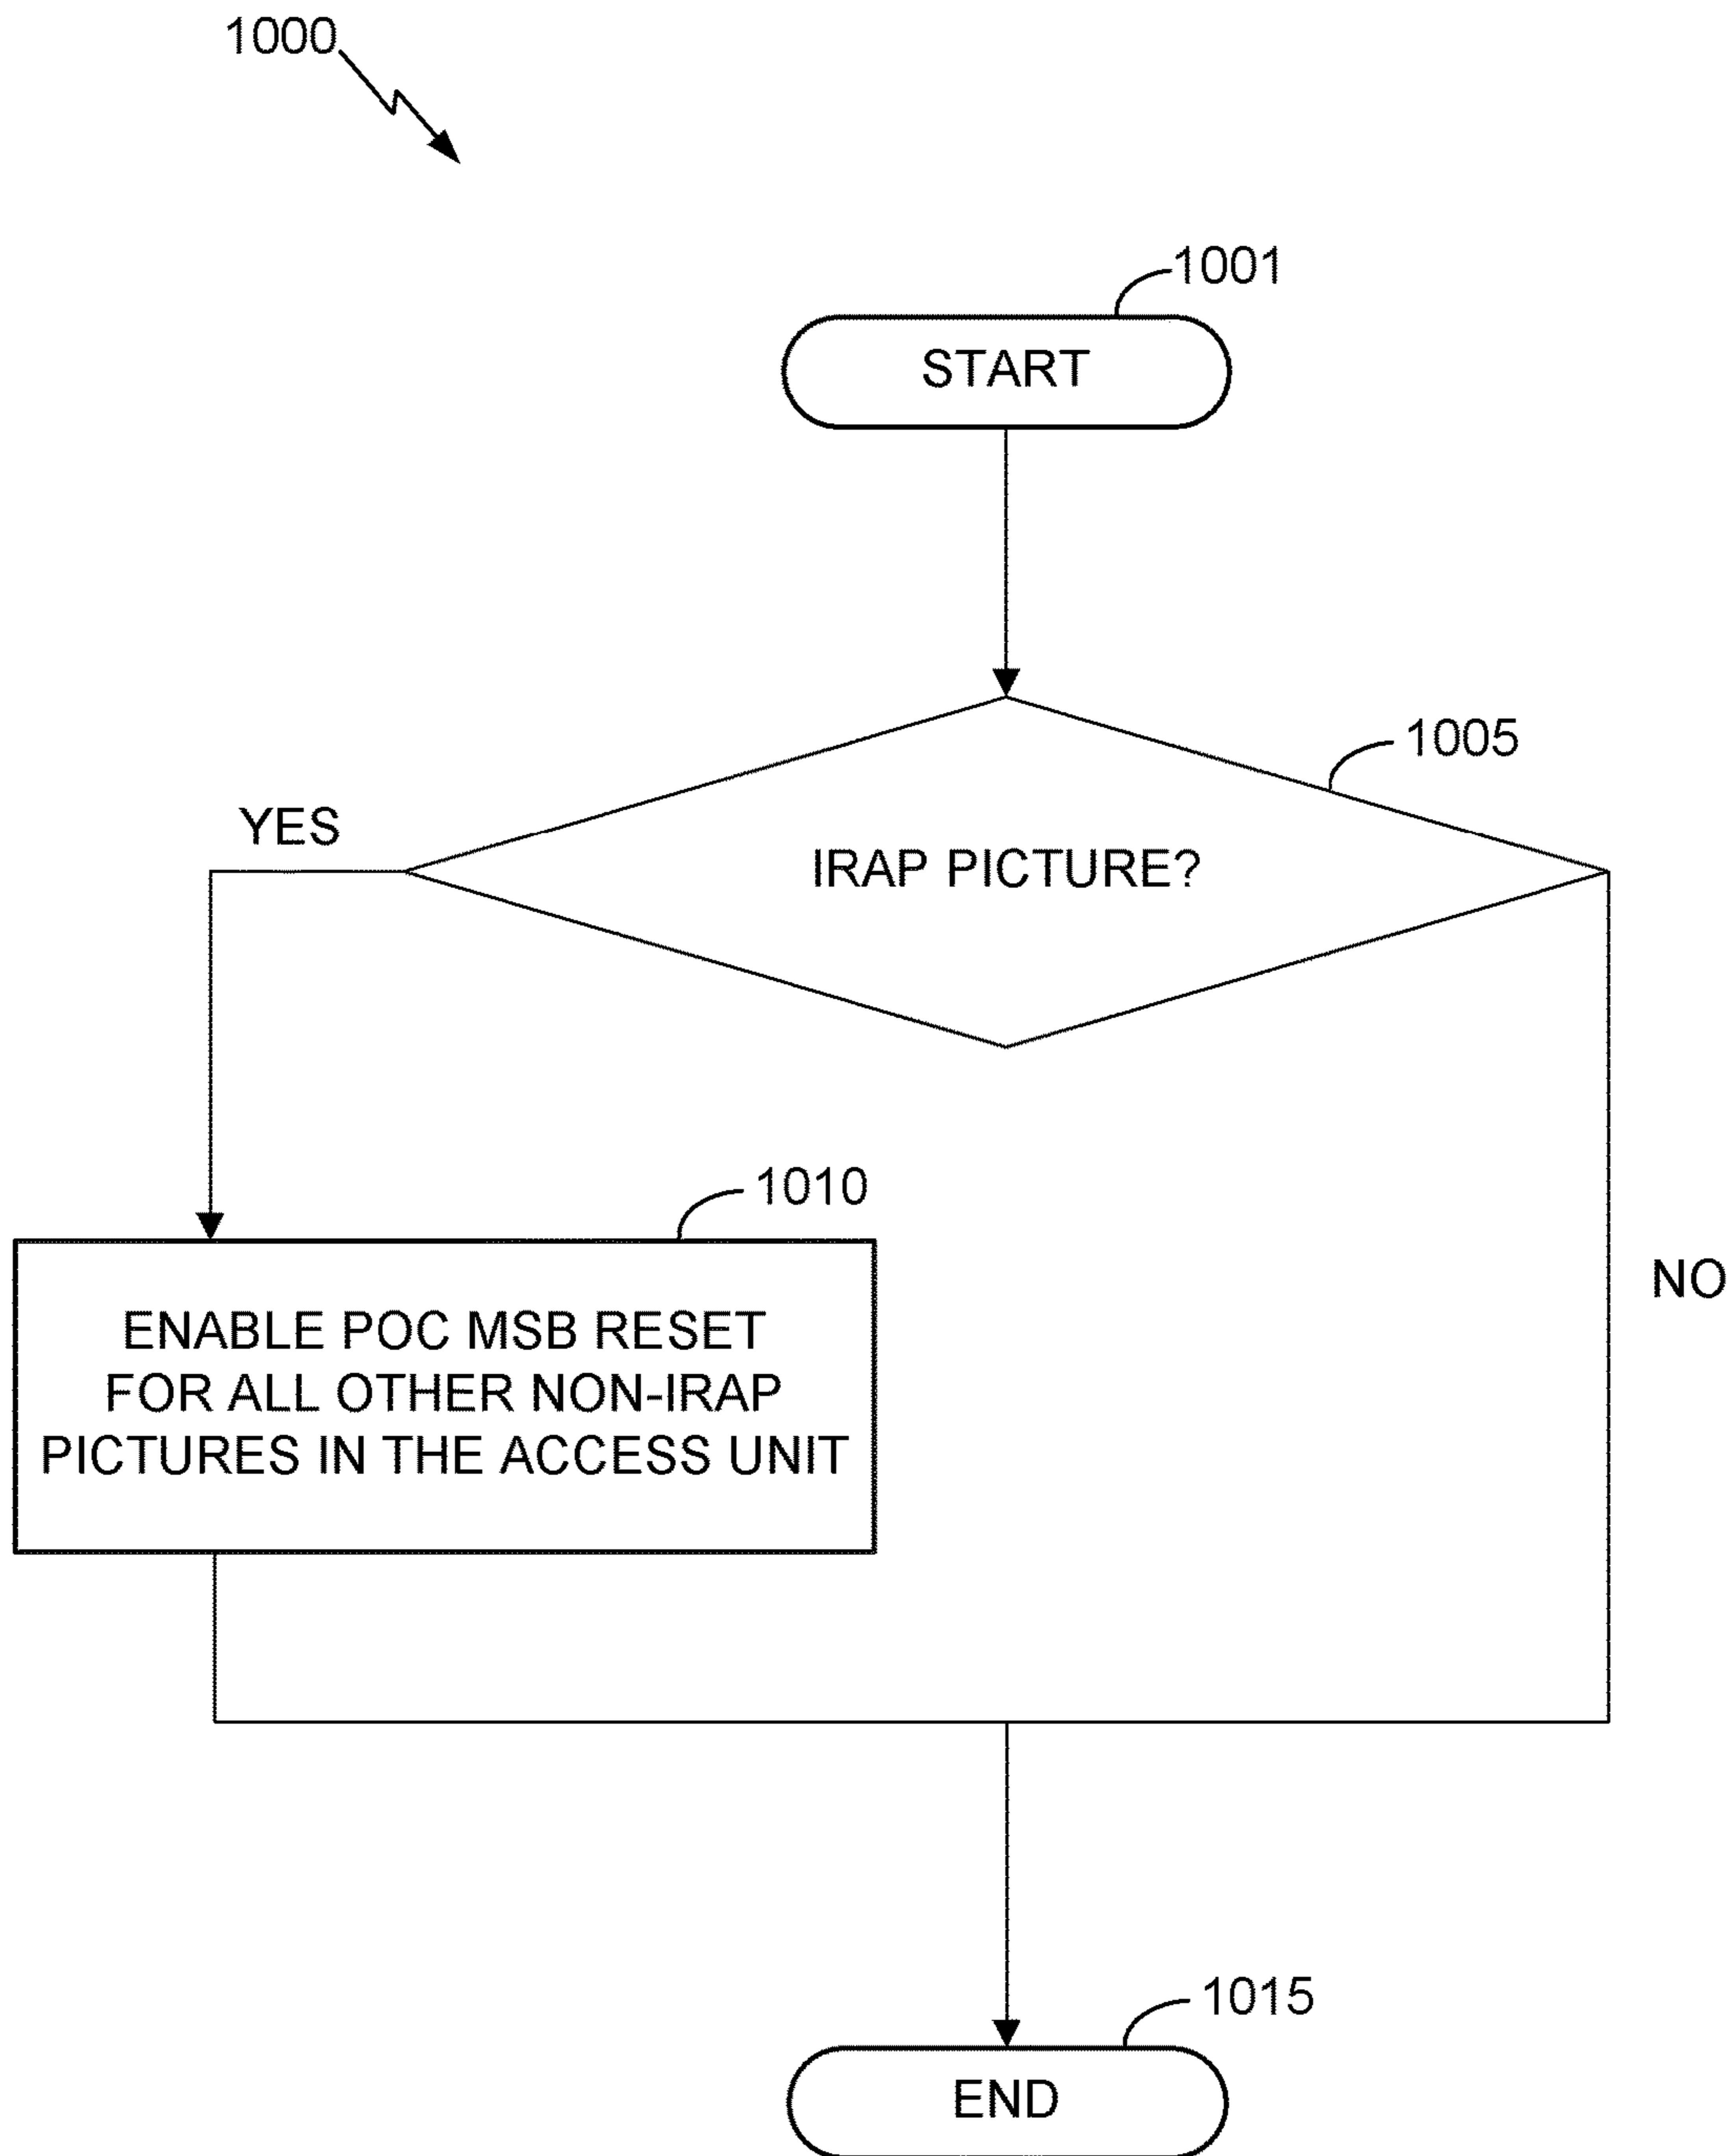 1000
1001
START
1005
YES
IRAP PICTURE?
1010
NO
ENABLE POC MSB RESET
FOR ALL OTHER NON-IRAP
PICTURES IN THE ACCESS UNIT
1015
END